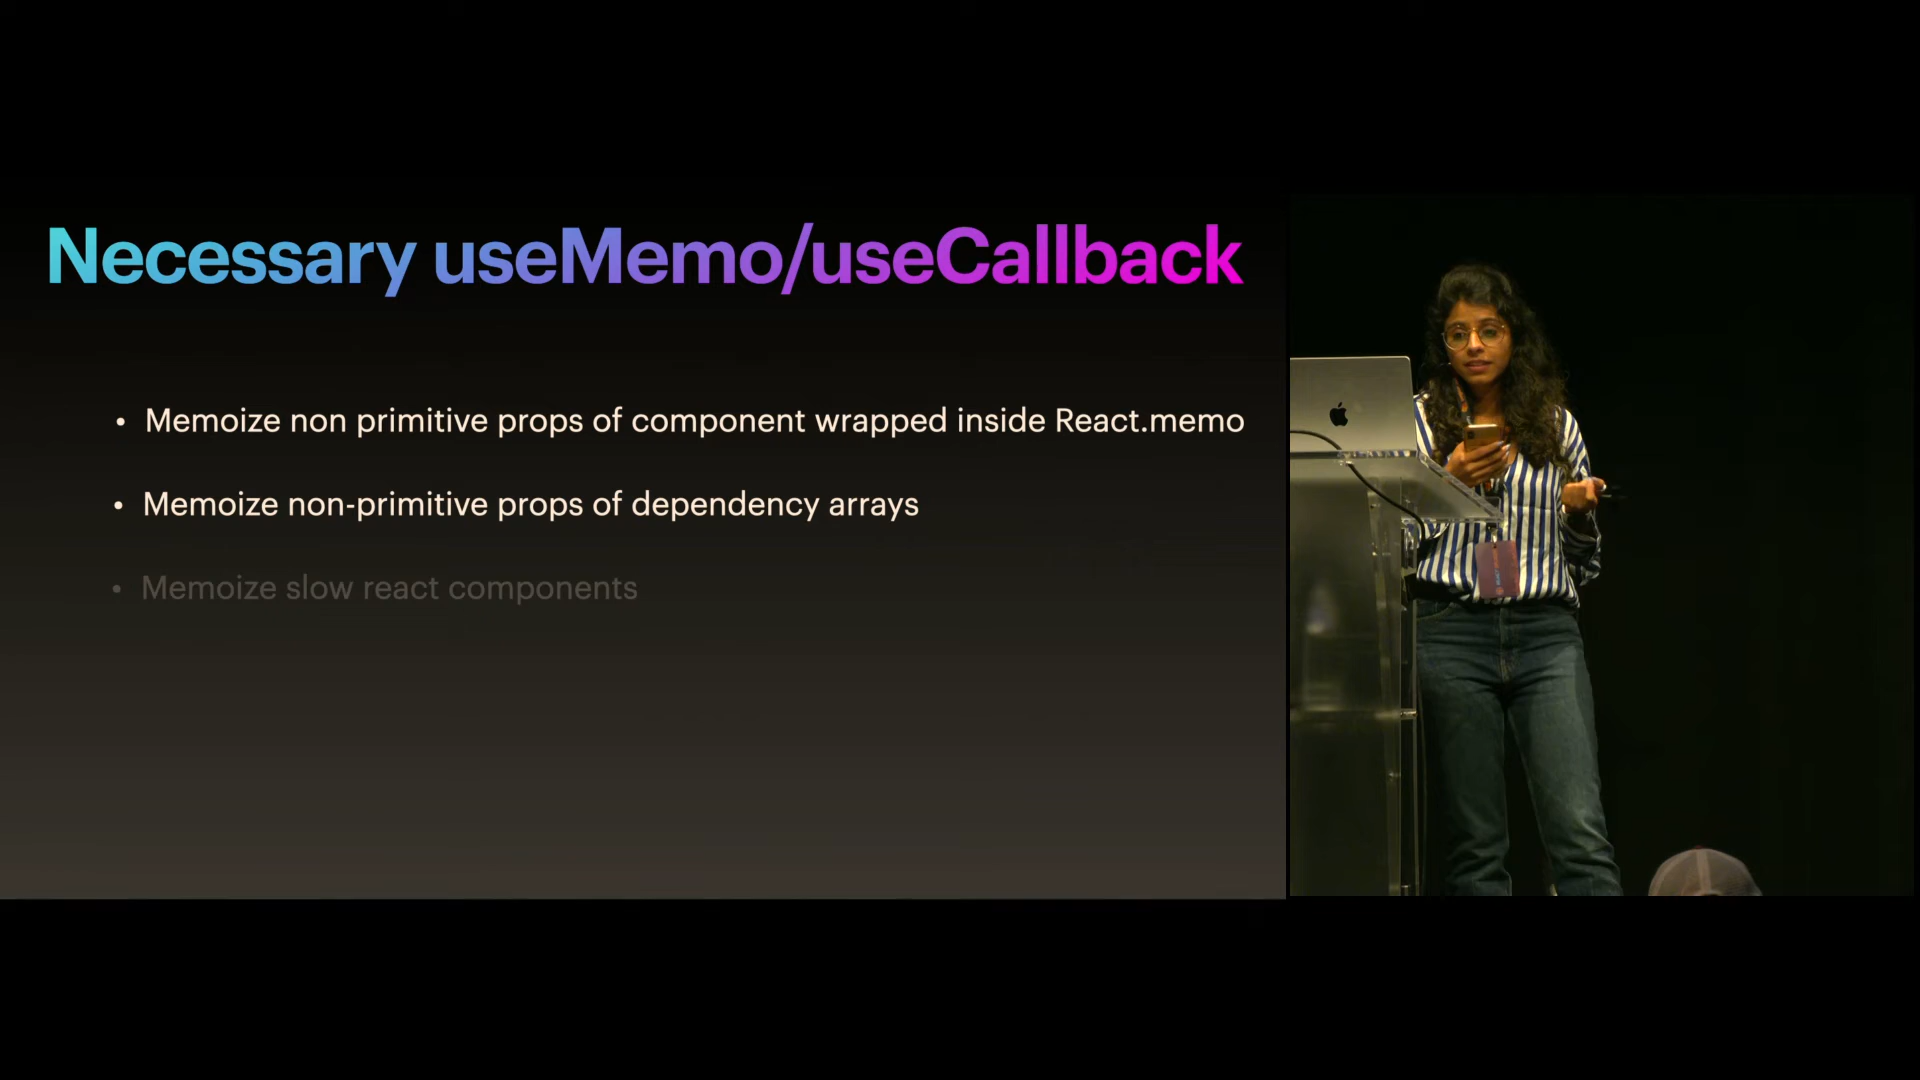 Necessary useMemo/useCallback
• Memoize non primitive props of component wrapped inside React.memo
• Memoize non-primitive props of dependency arrays
• Memoize slow react components